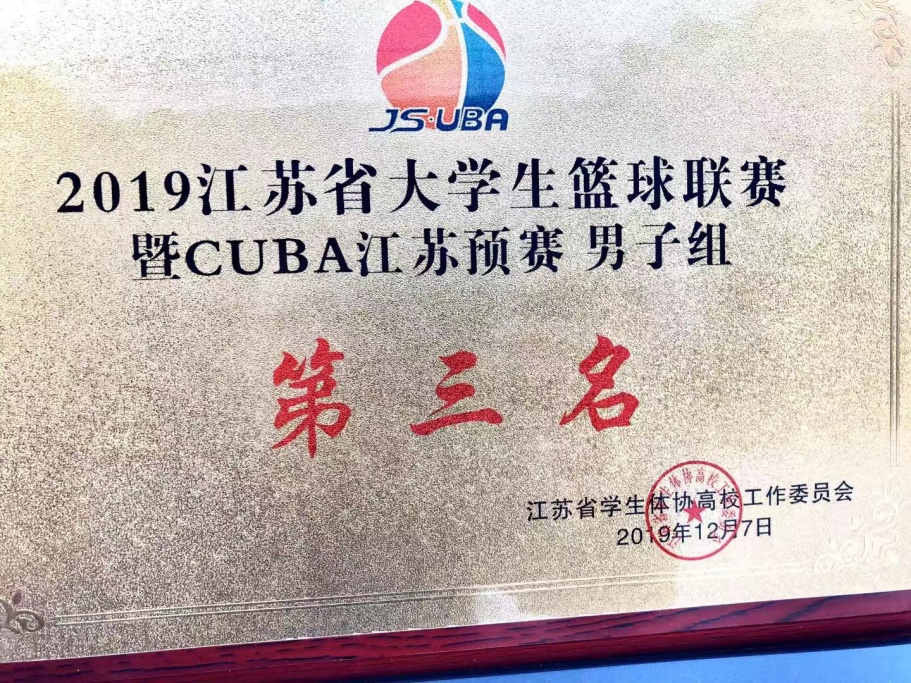 JS·UBA
2019江苏省大学生篮球联赛
暨CUBA江苏预赛 男子组
第三名
江苏省学生体协高校工作委员会
2019年12月7日